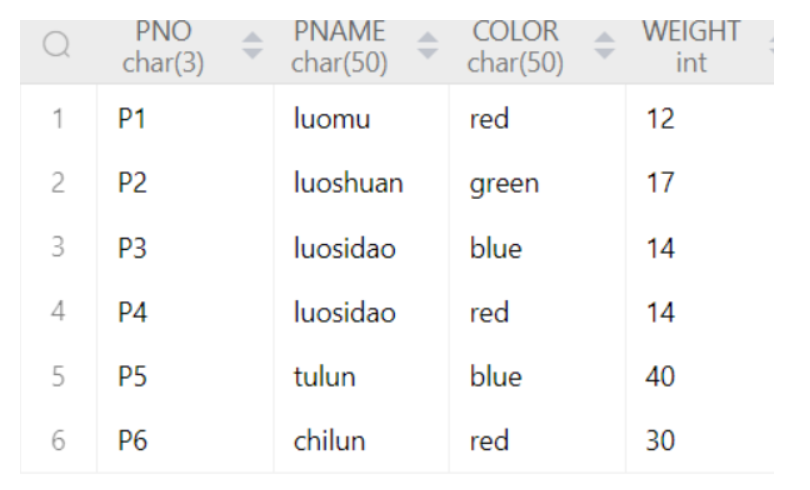 PNO PNAME COLOR WEIGHT
char(3) char(50) char(50) int
1 P1 luomu red 12
2 P2 luoshuan green 17
3 P3 luosidao blue 14
4 P4 luosidao red 14
5 P5 tulun blue 40
6 P6 chilun red 30